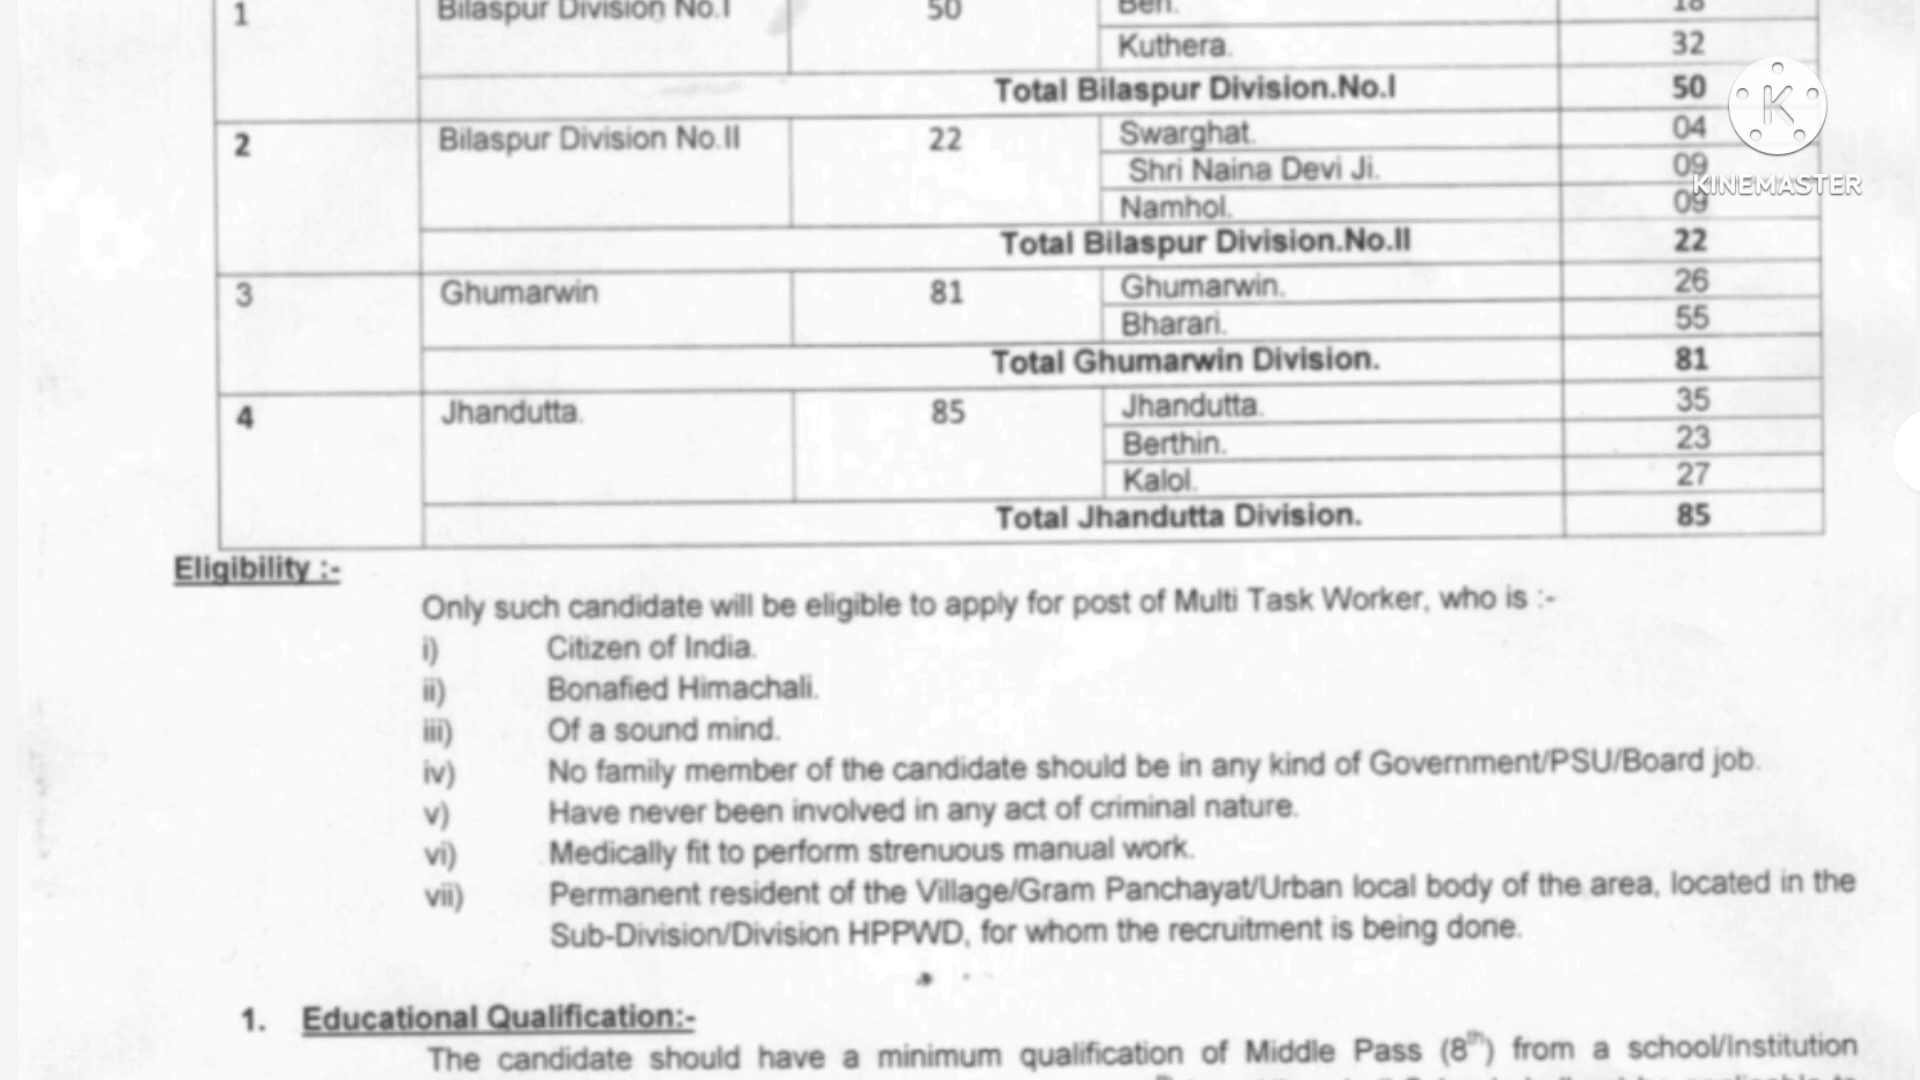 1 Bilaspur Division No.I 50 Beri. 18
Kuthera. 32
Total Bilaspur Division.No.I 50
2 Bilaspur Division No.II 22 Swarghat. 04
Shri Naina Devi Ji. 09
Namhol. 09
Total Bilaspur Division.No.II 22
3 Ghumarwin 81 Ghumarwin. 26
Bharari. 55
Total Ghumarwin Division. 81
4 Jhandutta. 85 Jhandutta. 35
Berthin. 23
Kalol. 27
Total Jhandutta Division. 85
K
KINEMASTER
Eligibility :-
Only such candidate will be eligible to apply for post of Multi Task Worker, who is :-
i) Citizen of India.
ii) Bonafied Himachali.
iii) Of a sound mind.
iv) No family member of the candidate should be in any kind of Government/PSU/Board job.
v) Have never been involved in any act of criminal nature.
vi) Medically fit to perform strenuous manual work.
vii) Permanent resident of the Village/Gram Panchayat/Urban local body of the area, located in the
Sub-Division/Division HPPWD, for whom the recruitment is being done.
1. Educational Qualification:-
The candidate should have a minimum qualification of Middle Pass (8th) from a school/Institution